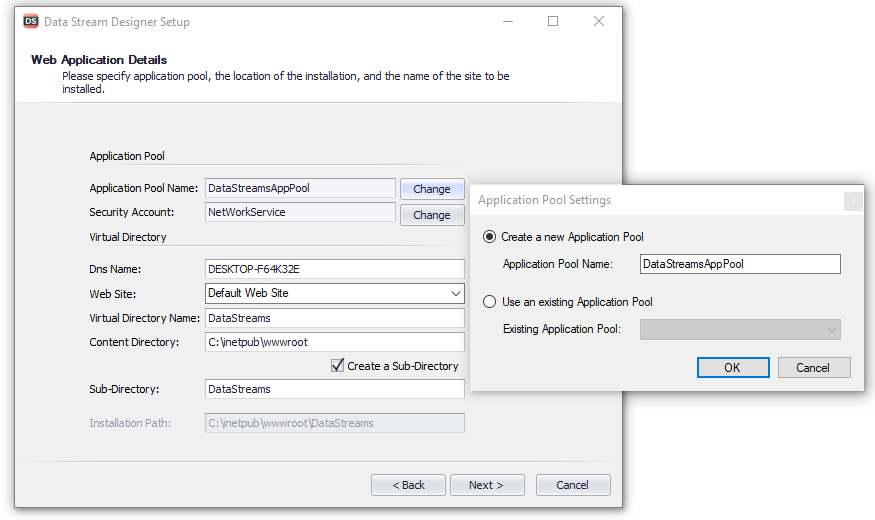 DS Data Stream Designer Setup
Web Application Details
Please specify application pool, the location of the installation, and the name of the site to be
installed.
Application Pool
Application Pool Name: DataStreamsAppPool Change
Security Account: NetWorkService Change
Virtual Directory
Dns Name: DESKTOP-F64K32E
Web Site: Default Web Site
Virtual Directory Name: DataStreams
Content Directory: C:\inetpub\wwwroot
Create a Sub-Directory
Sub-Directory: DataStreams
Installation Path: C:\inetpub\wwwroot\DataStreams
< Back Next > Cancel
Application Pool Settings
Create a new Application Pool
Application Pool Name: DataStreamsAppPool
Use an existing Application Pool
Existing Application Pool:
OK Cancel